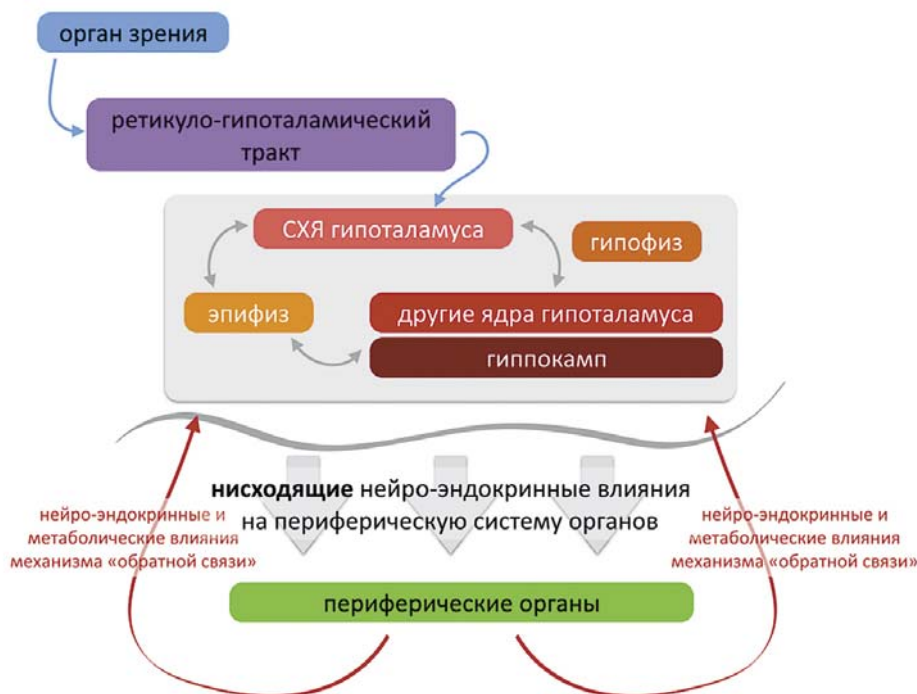 орган зрения
ретикуло-гипоталамический
тракт
СХЯ гипоталамуса
гипофиз
эпифиз
другие ядра гипоталамуса
гиппокамп
нисходящие нейро-эндокринные влияния
на периферическую систему органов
нейро-эндокринные и
метаболические влияния
механизма «обратной связи»
нейро-эндокринные и
метаболические влияния
механизма «обратной связи»
периферические органы